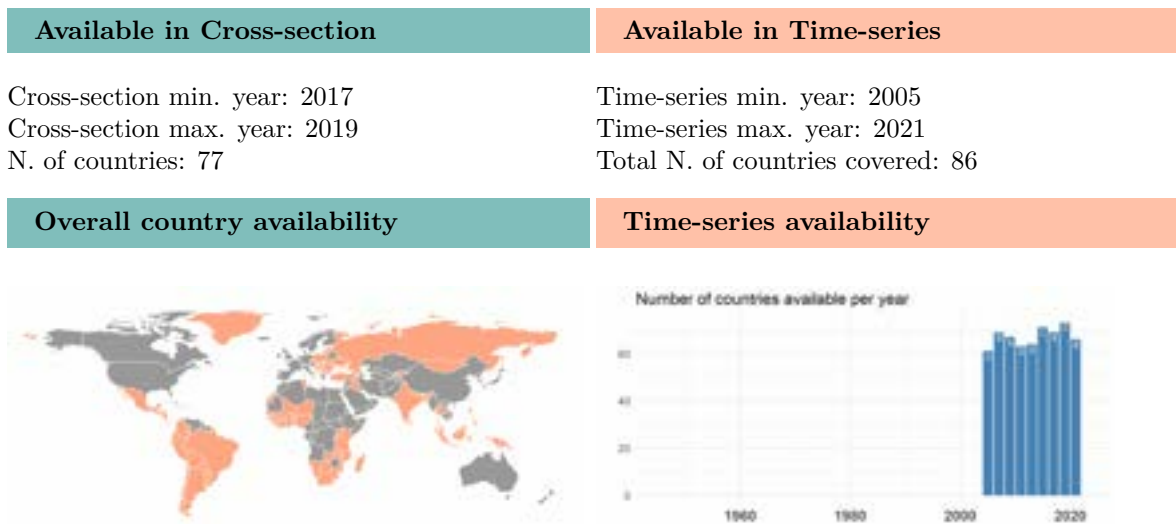 Available in Cross-section
Available in Time-series
Cross-section min. year: 2017
Cross-section max. year: 2019
N. of countries: 77
Time-series min. year: 2005
Time-series max. year: 2021
Total N. of countries covered: 86
Overall country availability
Time-series availability
Number of countries available per year
60
40
20
0
1960 1980 2000 2020